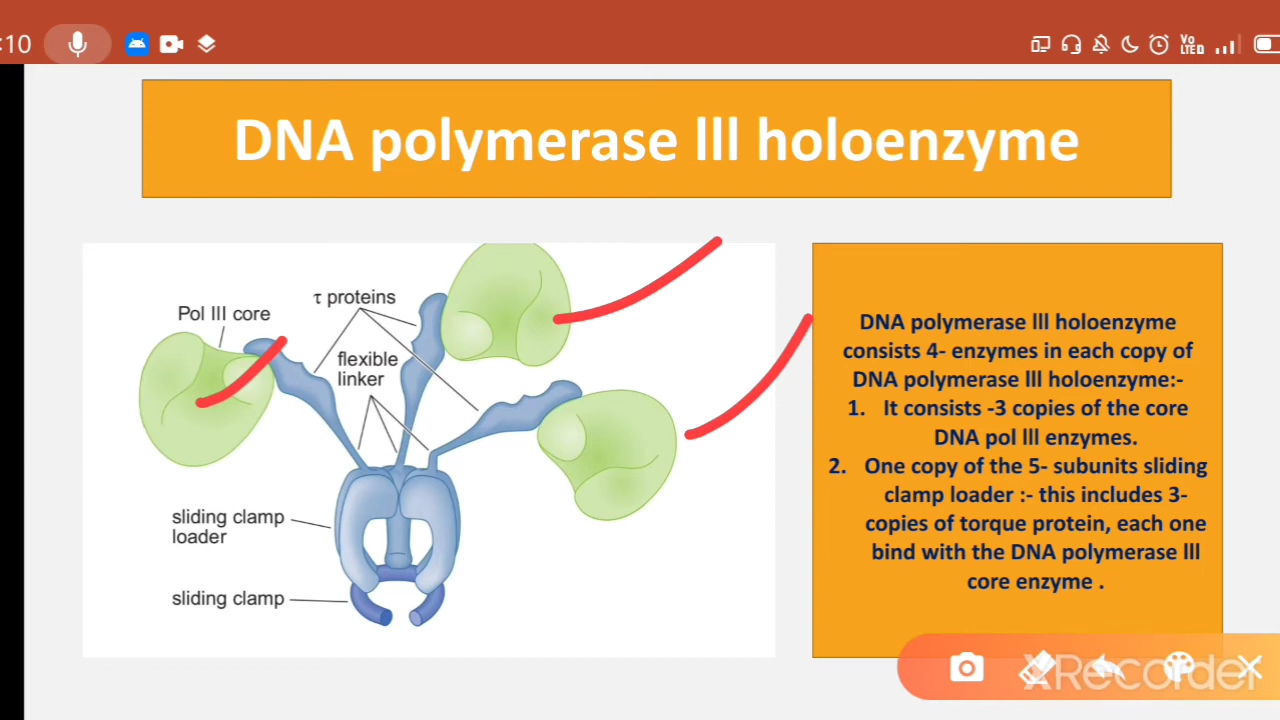 :10
Vo
LTE
DNA polymerase lll holoenzyme
Pol III core
τ proteins
flexible
linker
sliding clamp
loader
sliding clamp
DNA polymerase lll holoenzyme
consists 4- enzymes in each copy of
DNA polymerase lll holoenzyme:-
1. It consists -3 copies of the core
DNA pol lll enzymes.
2. One copy of the 5- subunits sliding
clamp loader :- this includes 3-
copies of torque protein, each one
bind with the DNA polymerase lll
core enzyme .
XRecorder